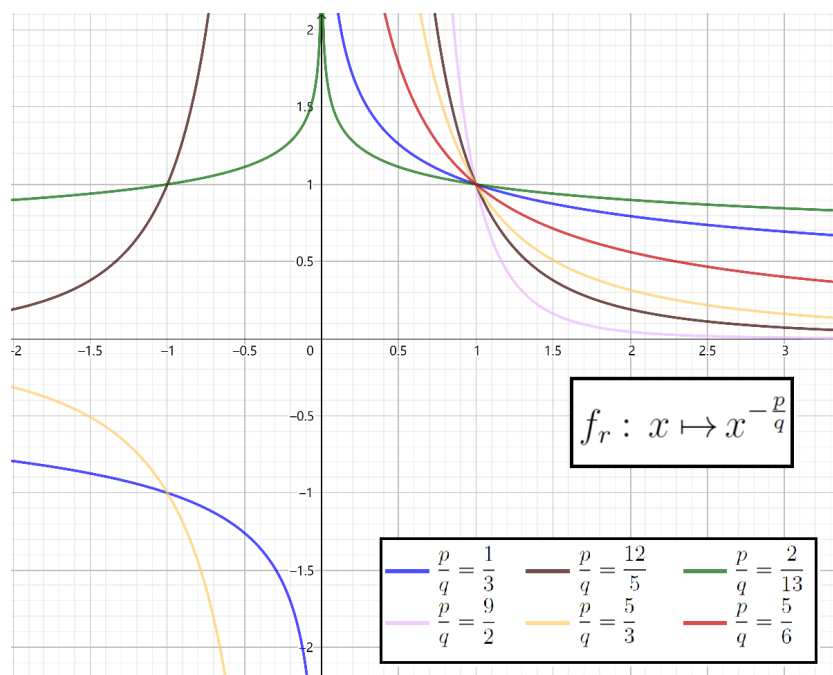 2
1.5
1
0.5
-2 -1.5 -1 -0.5 0 0.5 1 1.5 2 2.5 3
-0.5
f_r : x ↦ x^{-\frac{p}{q}}
-1
-1.5
p/q = 1/3 p/q = 12/5 p/q = 2/13
p/q = 9/2 p/q = 5/3 p/q = 5/6
-2